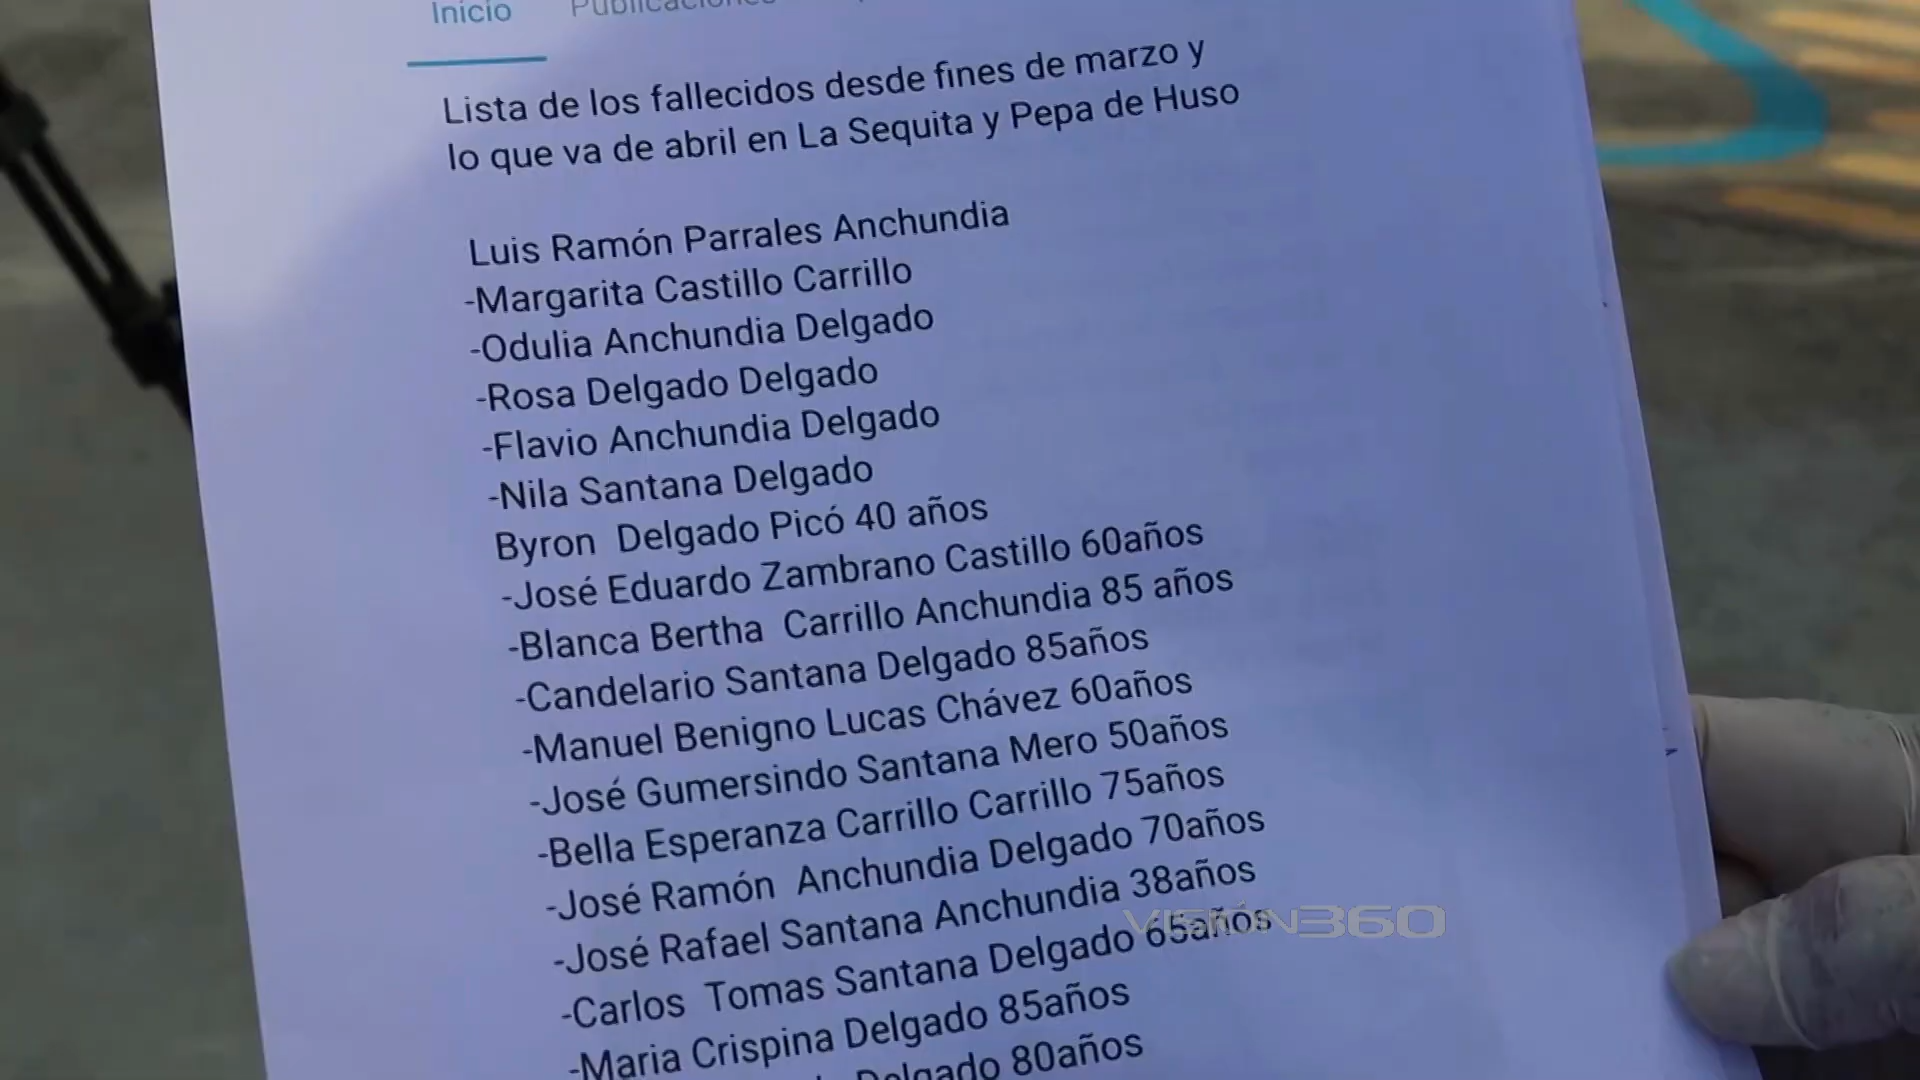 Inicio Publicaciones
Lista de los fallecidos desde fines de marzo y
lo que va de abril en La Sequita y Pepa de Huso
Luis Ramón Parrales Anchundia
-Margarita Castillo Carrillo
-Odulia Anchundia Delgado
-Rosa Delgado Delgado
-Flavio Anchundia Delgado
-Nila Santana Delgado
Byron Delgado Picó 40 años
-José Eduardo Zambrano Castillo 60años
-Blanca Bertha Carrillo Anchundia 85 años
-Candelario Santana Delgado 85años
-Manuel Benigno Lucas Chávez 60años
-José Gumersindo Santana Mero 50años
-Bella Esperanza Carrillo Carrillo 75años
-José Ramón Anchundia Delgado 70años
-José Rafael Santana Anchundia 38años
-Carlos Tomas Santana Delgado 65años
VISIÓN360
-Maria Crispina Delgado 85años
Delgado 80años